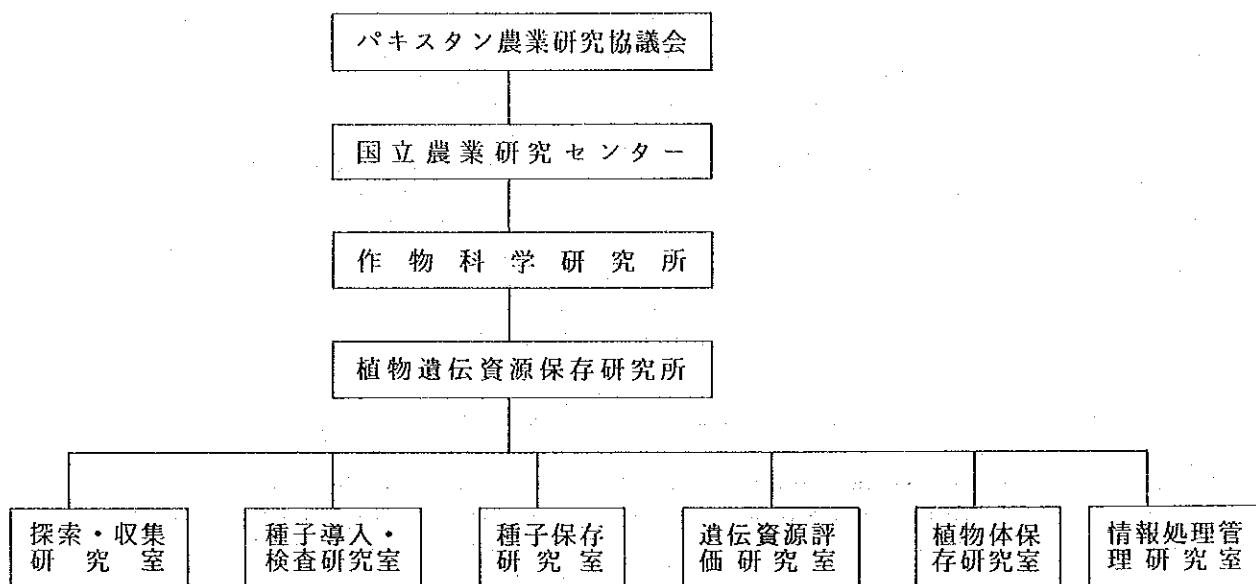 パキスタン農業研究協議会
国立農業研究センター
作物科学研究所
植物遺伝資源保存研究所
探索・収集
研究室
種子導入・
検査研究室
種子保存
研究室
遺伝資源評
価研究室
植物体保
存研究室
情報処理管
理研究室